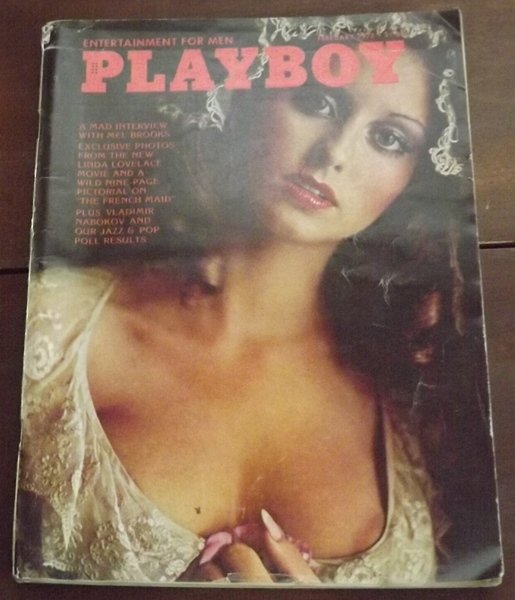 ENTERTAINMENT FOR MEN
PLAYBOY
A MAD INTERVIEW
WITH MEL BROOKS
EXCLUSIVE PHOTOS
FROM THE NEW
LINDA LOVELACE
MOVIE AND A
WILD NINE-PAGE
PICTORIAL ON
"THE FRENCH MAID"
PLUS VLADIMIR
NABOKOV AND
OUR JAZZ & POP
POLL RESULTS